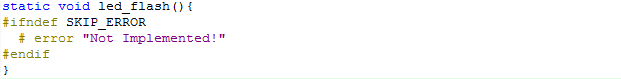 static void led_flash(){
#ifndef SKIP_ERROR
  # error "Not Implemented!"
#endif
}